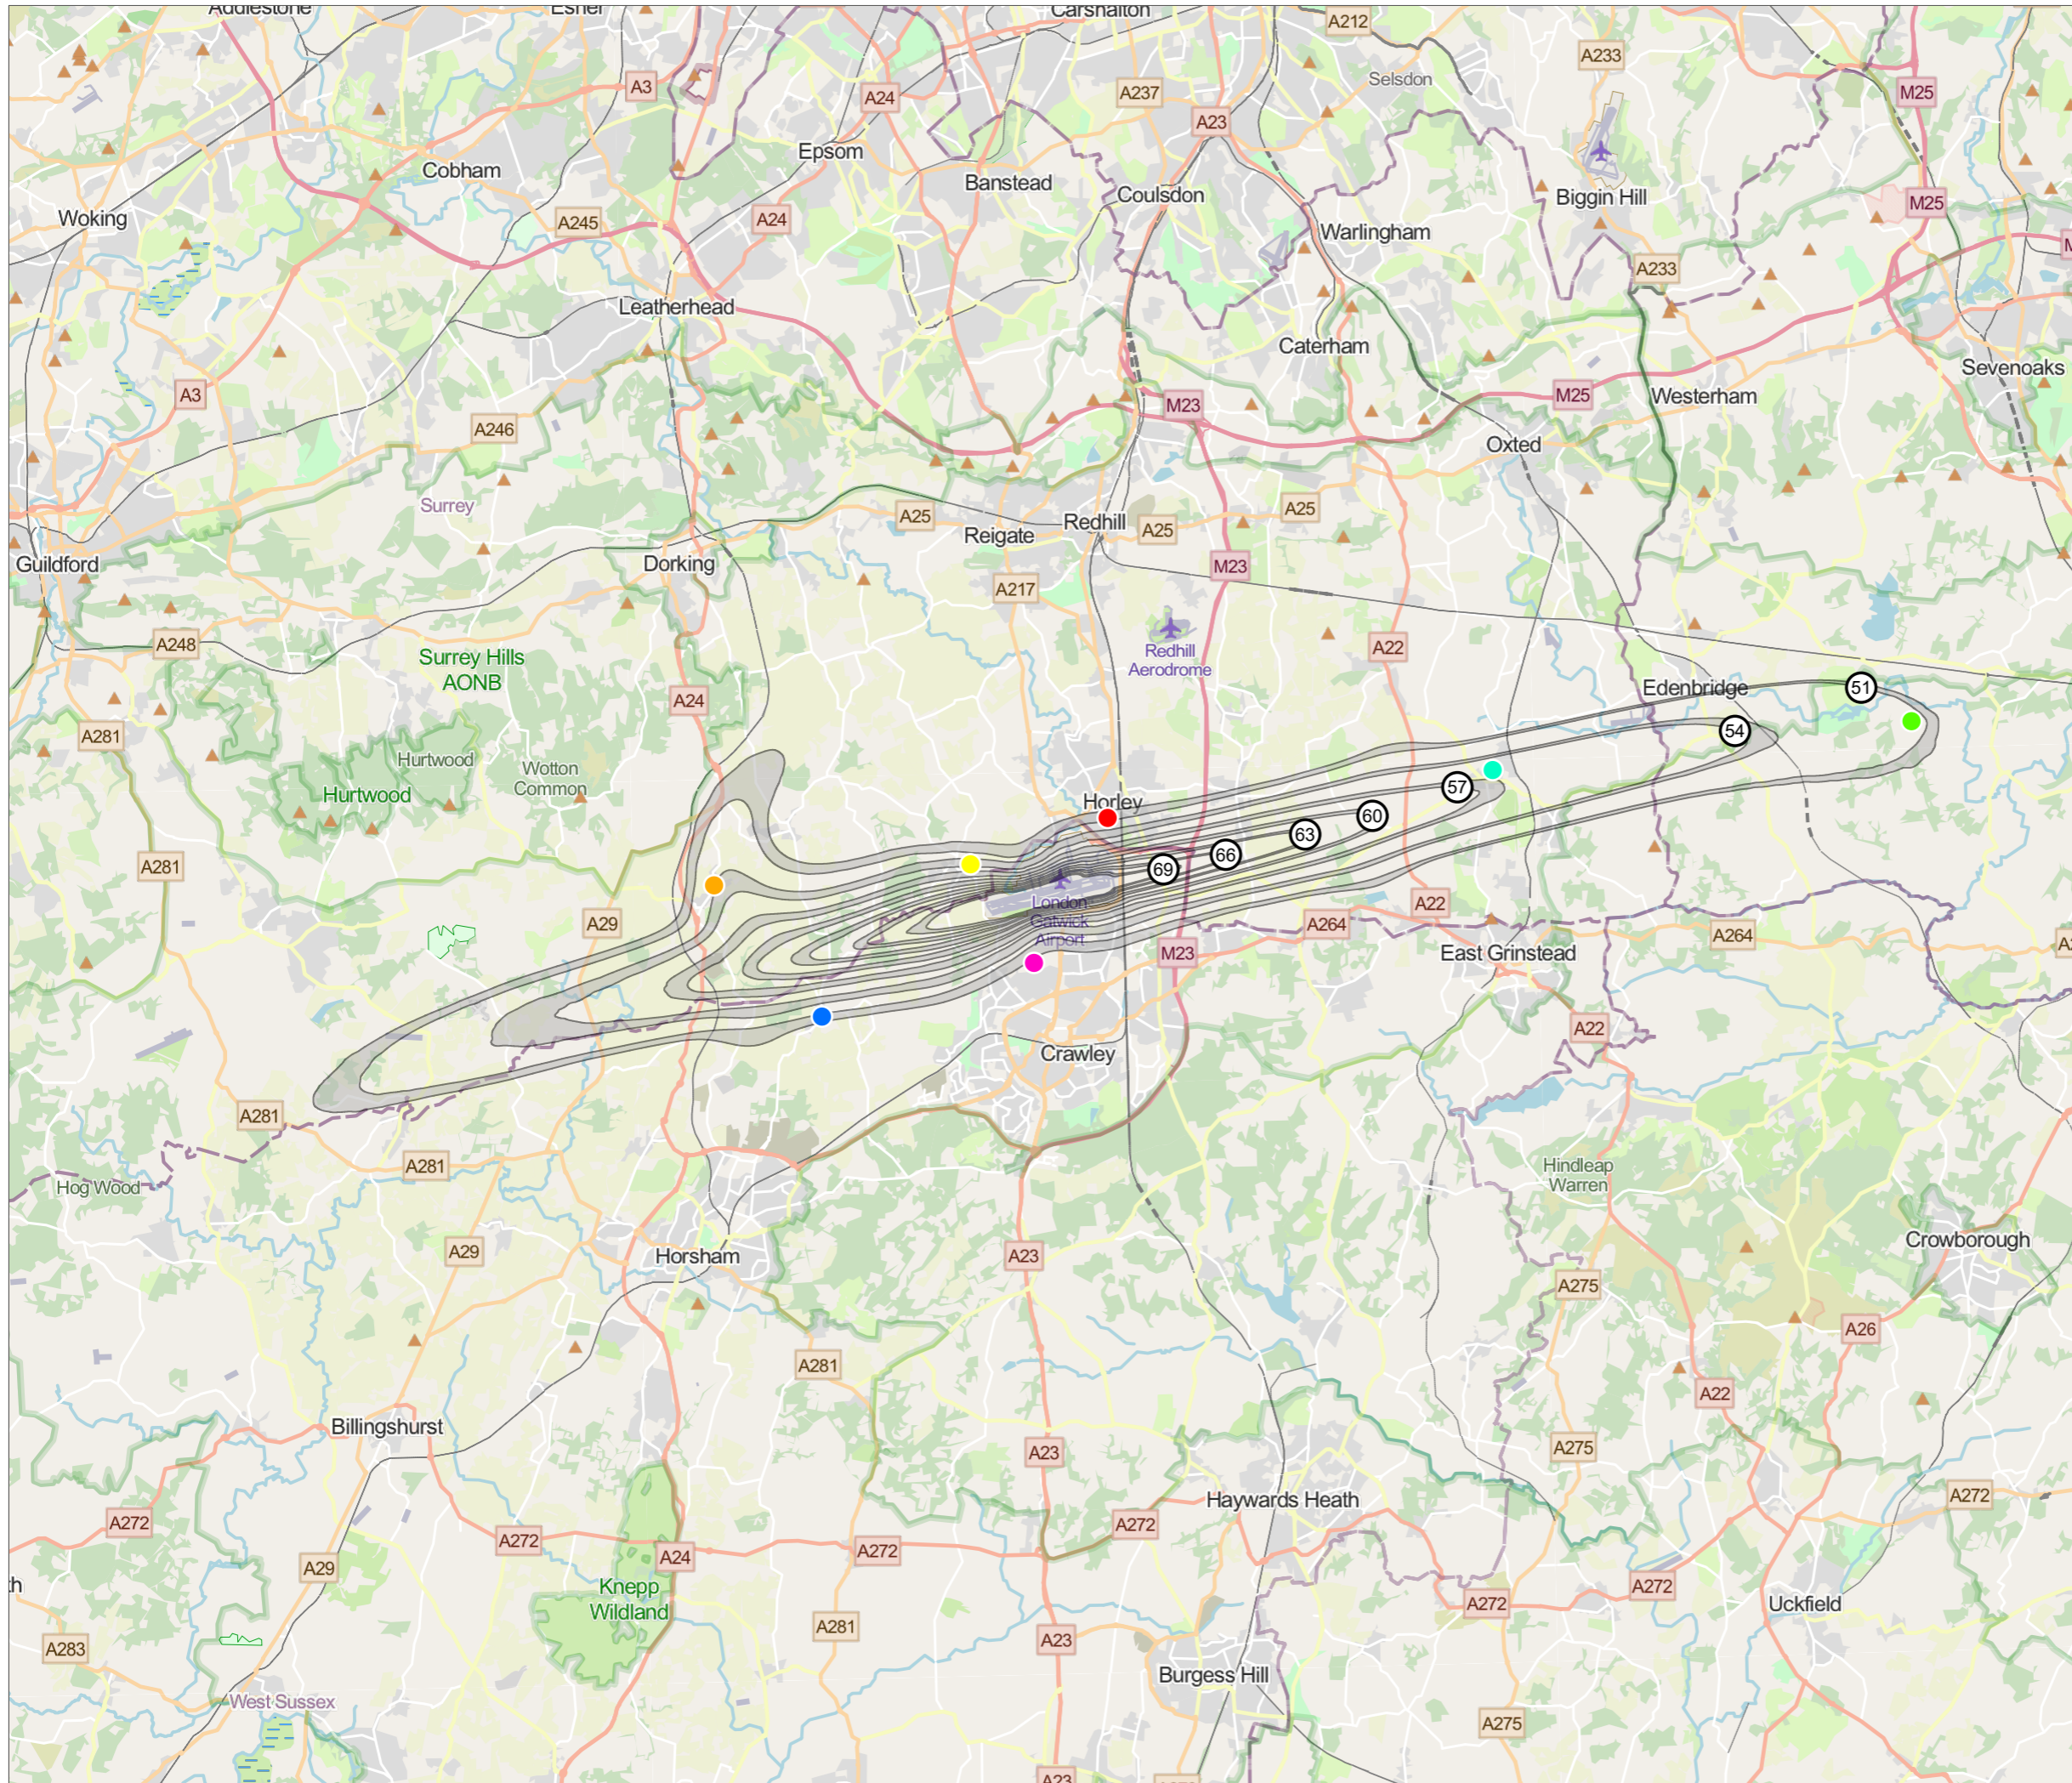 Addlestone
Esher
Carshalton
A212
A233
Selsdon
A3
A24
A237
M25
A23
Epsom
Cobham
Banstead
Coulsdon
Biggin Hill
M25
Woking
A245
A24
Warlingham
A233
Leatherhead
Caterham
Sevenoaks
A3
M23
M25
Westerham
A246
Oxted
Surrey
A25
A25
Redhill
A25
Reigate
Guildford
Dorking
M23
A217
A248
A22
Surrey Hills
AONB
Redhill
Aerodrome
A24
Edenbridge
51
A281
54
Hurtwood
Wotton
Common
Hurtwood
57
Horley
60
63
66
A281
69
London
Gatwick
Airport
A22
A29
A264
A264
M23
East Grinstead
A22
Crawley
A281
A281
Hindleap
Warren
Hog Wood
Crowborough
A29
Horsham
A23
A275
A26
A281
A22
Billingshurst
A23
A275
A272
Haywards Heath
A272
A272
A272
A272
A24
A29
Knepp
Wildland
A272
A272
Uckfield
A281
A23
A283
Burgess Hill
West Sussex
A275
A23